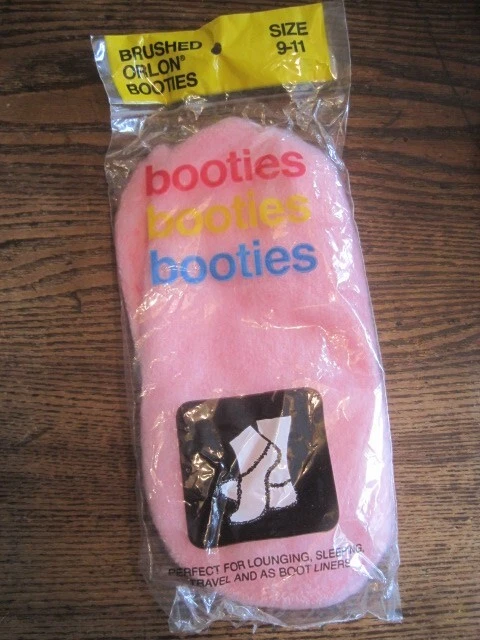 BRUSHED
ORLON®
BOOTIES
SIZE
9-11
booties
booties
booties
PERFECT FOR LOUNGING, SLEEPING,
TRAVEL AND AS BOOT LINERS